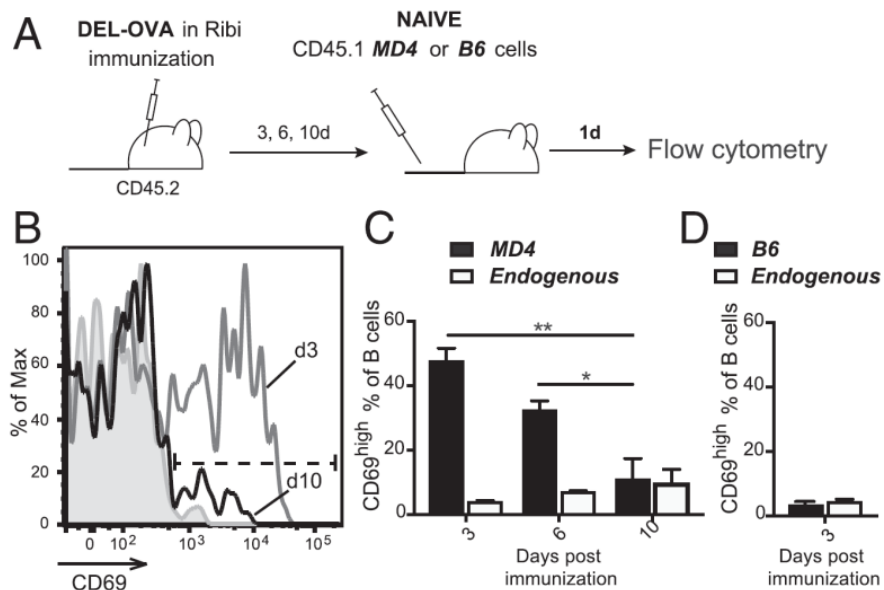 A
DEL-OVA in Ribi
immunization
NAIVE
CD45.1 MD4 or B6 cells
3, 6, 10d
1d
Flow cytometry
CD45.2
B
% of Max
100
80
60
40
20
0
d3
d10
0 10² 10³ 10⁴ 10⁵
CD69
C
MD4
Endogenous
CD69high % of B cells
60
40
20
0
**
*
3 6 10
Days post
immunization
D
B6
Endogenous
CD69high % of B cells
60
40
20
0
3
Days post
immunization